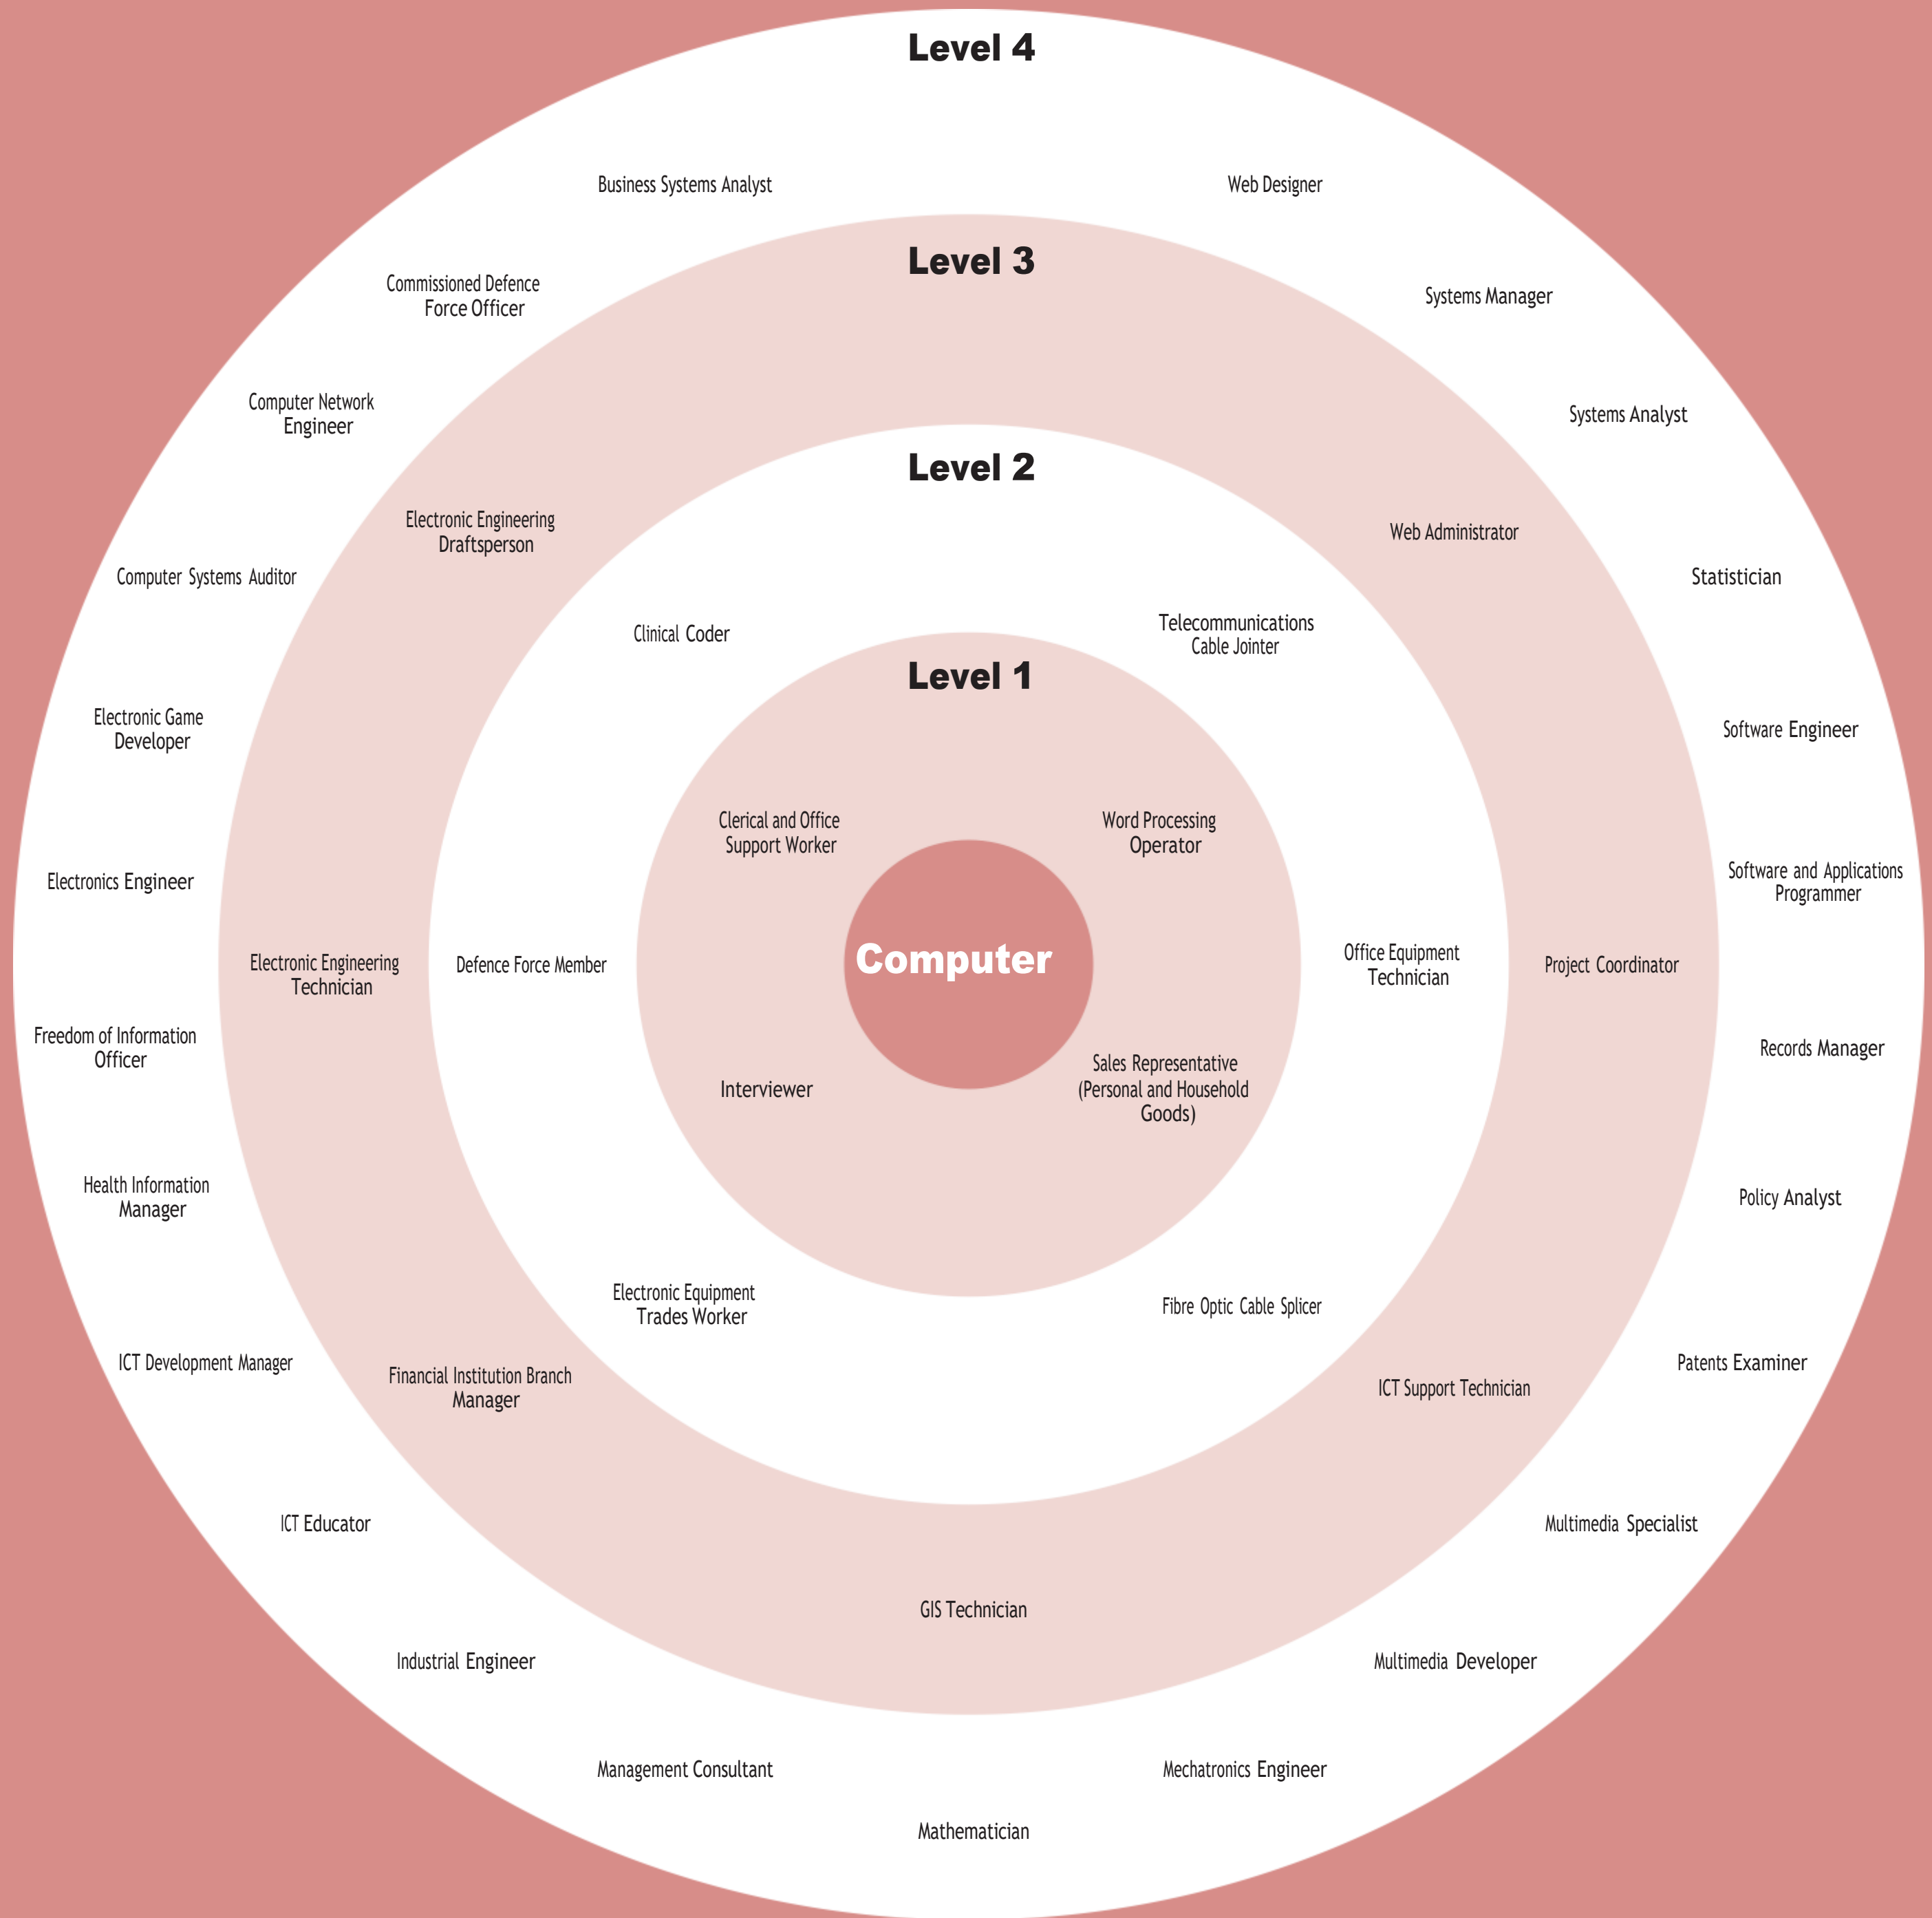 Level 4
Business Systems Analyst
Web Designer
Commissioned Defence
Force Officer
Systems Manager
Computer Network
Engineer
Systems Analyst
Computer Systems Auditor
Statistician
Electronic Game
Developer
Software Engineer
Electronics Engineer
Software and Applications
Programmer
Freedom of Information
Officer
Records Manager
Health Information
Manager
Policy Analyst
ICT Development Manager
Patents Examiner
ICT Educator
Multimedia Specialist
Industrial Engineer
Multimedia Developer
Management Consultant
Mechatronics Engineer
Mathematician
Level 3
Electronic Engineering
Draftsperson
Web Administrator
Electronic Engineering
Technician
Project Coordinator
Financial Institution Branch
Manager
ICT Support Technician
GIS Technician
Level 2
Clinical Coder
Telecommunications
Cable Jointer
Defence Force Member
Office Equipment
Technician
Electronic Equipment
Trades Worker
Fibre Optic Cable Splicer
Level 1
Clerical and Office
Support Worker
Word Processing
Operator
Interviewer
Sales Representative
(Personal and Household
Goods)
Computer